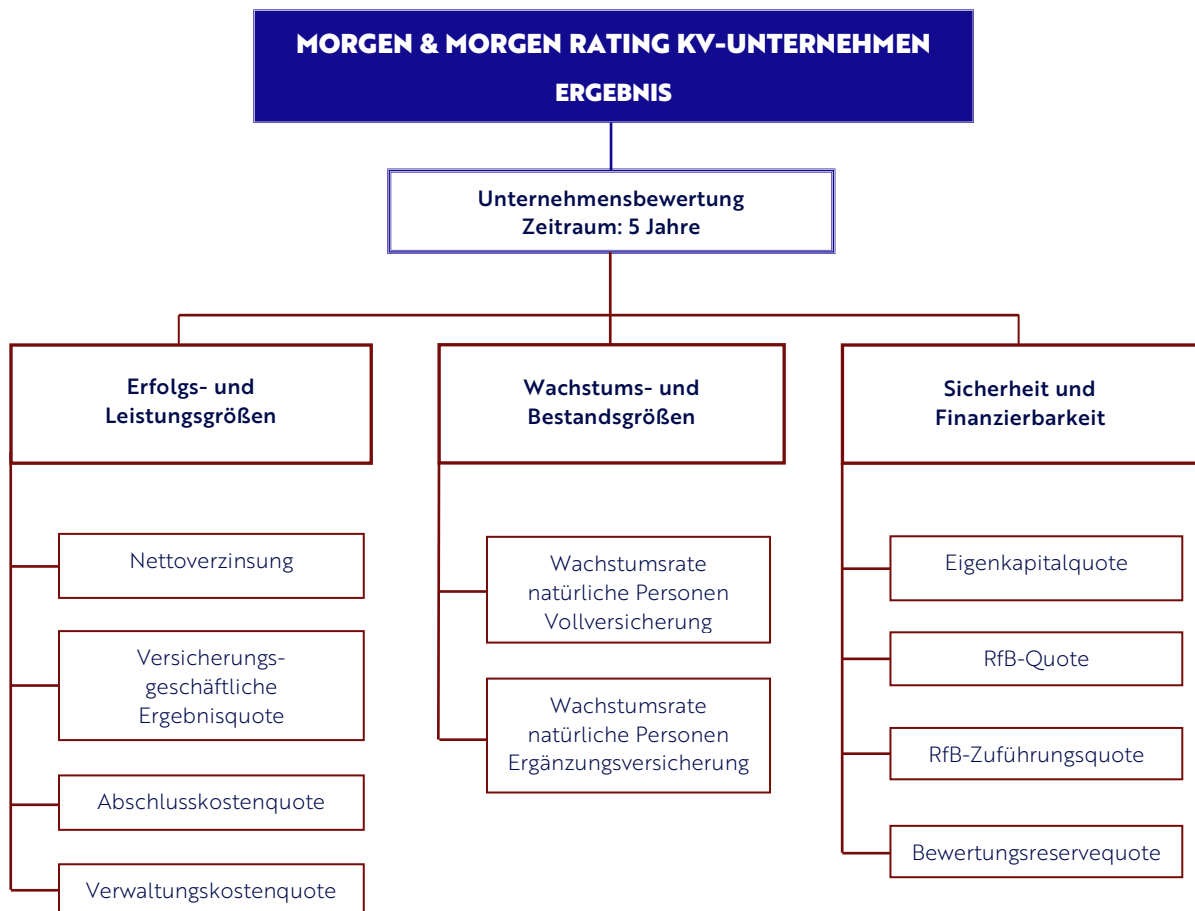 MORGEN & MORGEN RATING KV-UNTERNEHMEN
ERGEBNIS
Unternehmensbewertung
Zeitraum: 5 Jahre
Erfolgs- und
Leistungsgrößen
Nettoverzinsung
Versicherungs-
geschäftliche
Ergebnisquote
Abschlusskostenquote
Verwaltungskostenquote
Wachstums- und
Bestandsgrößen
Wachstumsrate
natürliche Personen
Vollversicherung
Wachstumsrate
natürliche Personen
Ergänzungsversicherung
Sicherheit und
Finanzierbarkeit
Eigenkapitalquote
RfB-Quote
RfB-Zuführungsquote
Bewertungsreservequote